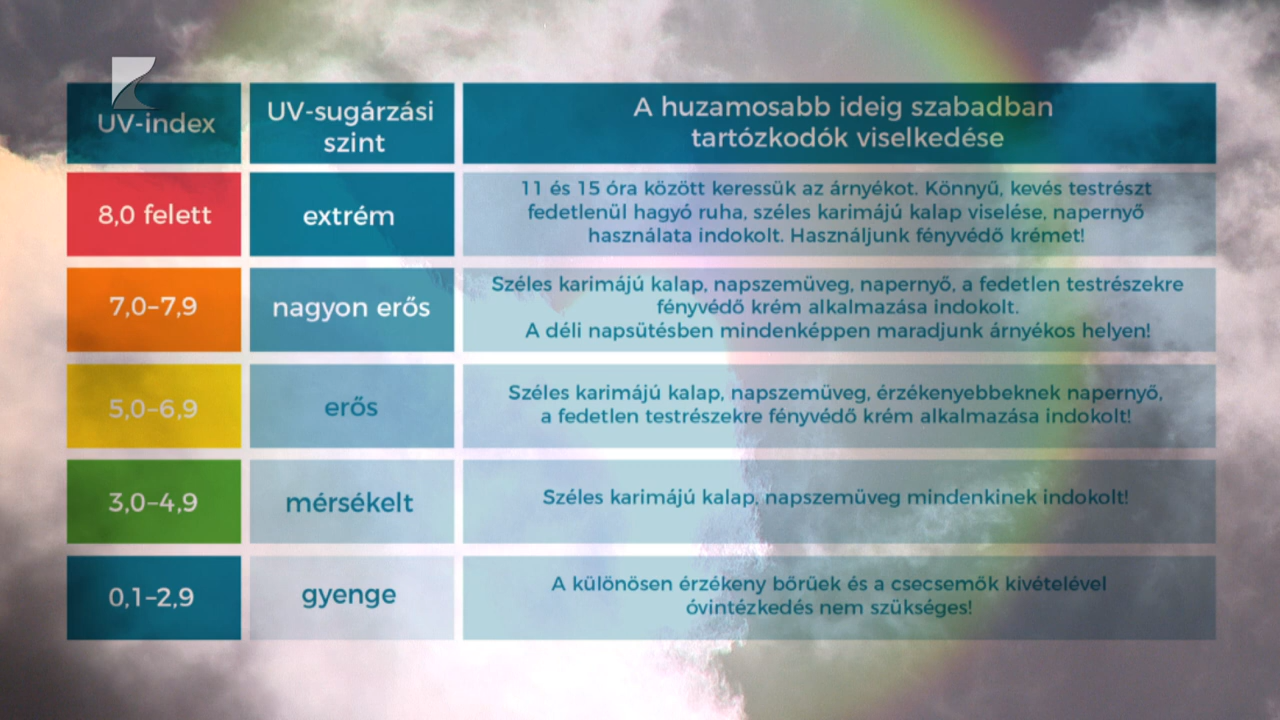 UV-index
UV-sugárzási
szint
A huzamosabb ideig szabadban
tartózkodók viselkedése
8,0 felett
extrém
11 és 15 óra között keressük az árnyékot. Könnyű, kevés testrészt
fedetlenül hagyó ruha, széles karimájú kalap viselése, napernyő
használata indokolt. Használjunk fényvédő krémet!
7,0–7,9
nagyon erős
Széles karimájú kalap, napszemüveg, napernyő, a fedetlen testrészekre
fényvédő krém alkalmazása indokolt.
A déli napsütésben mindenképpen maradjunk árnyékos helyen!
5,0–6,9
erős
Széles karimájú kalap, napszemüveg, érzékenyebbeknek napernyő,
a fedetlen testrészekre fényvédő krém alkalmazása indokolt!
3,0–4,9
mérsékelt
Széles karimájú kalap, napszemüveg mindenkinek indokolt!
0,1–2,9
gyenge
A különösen érzékeny bőrűek és a csecsemők kivételével
óvintézkedés nem szükséges!